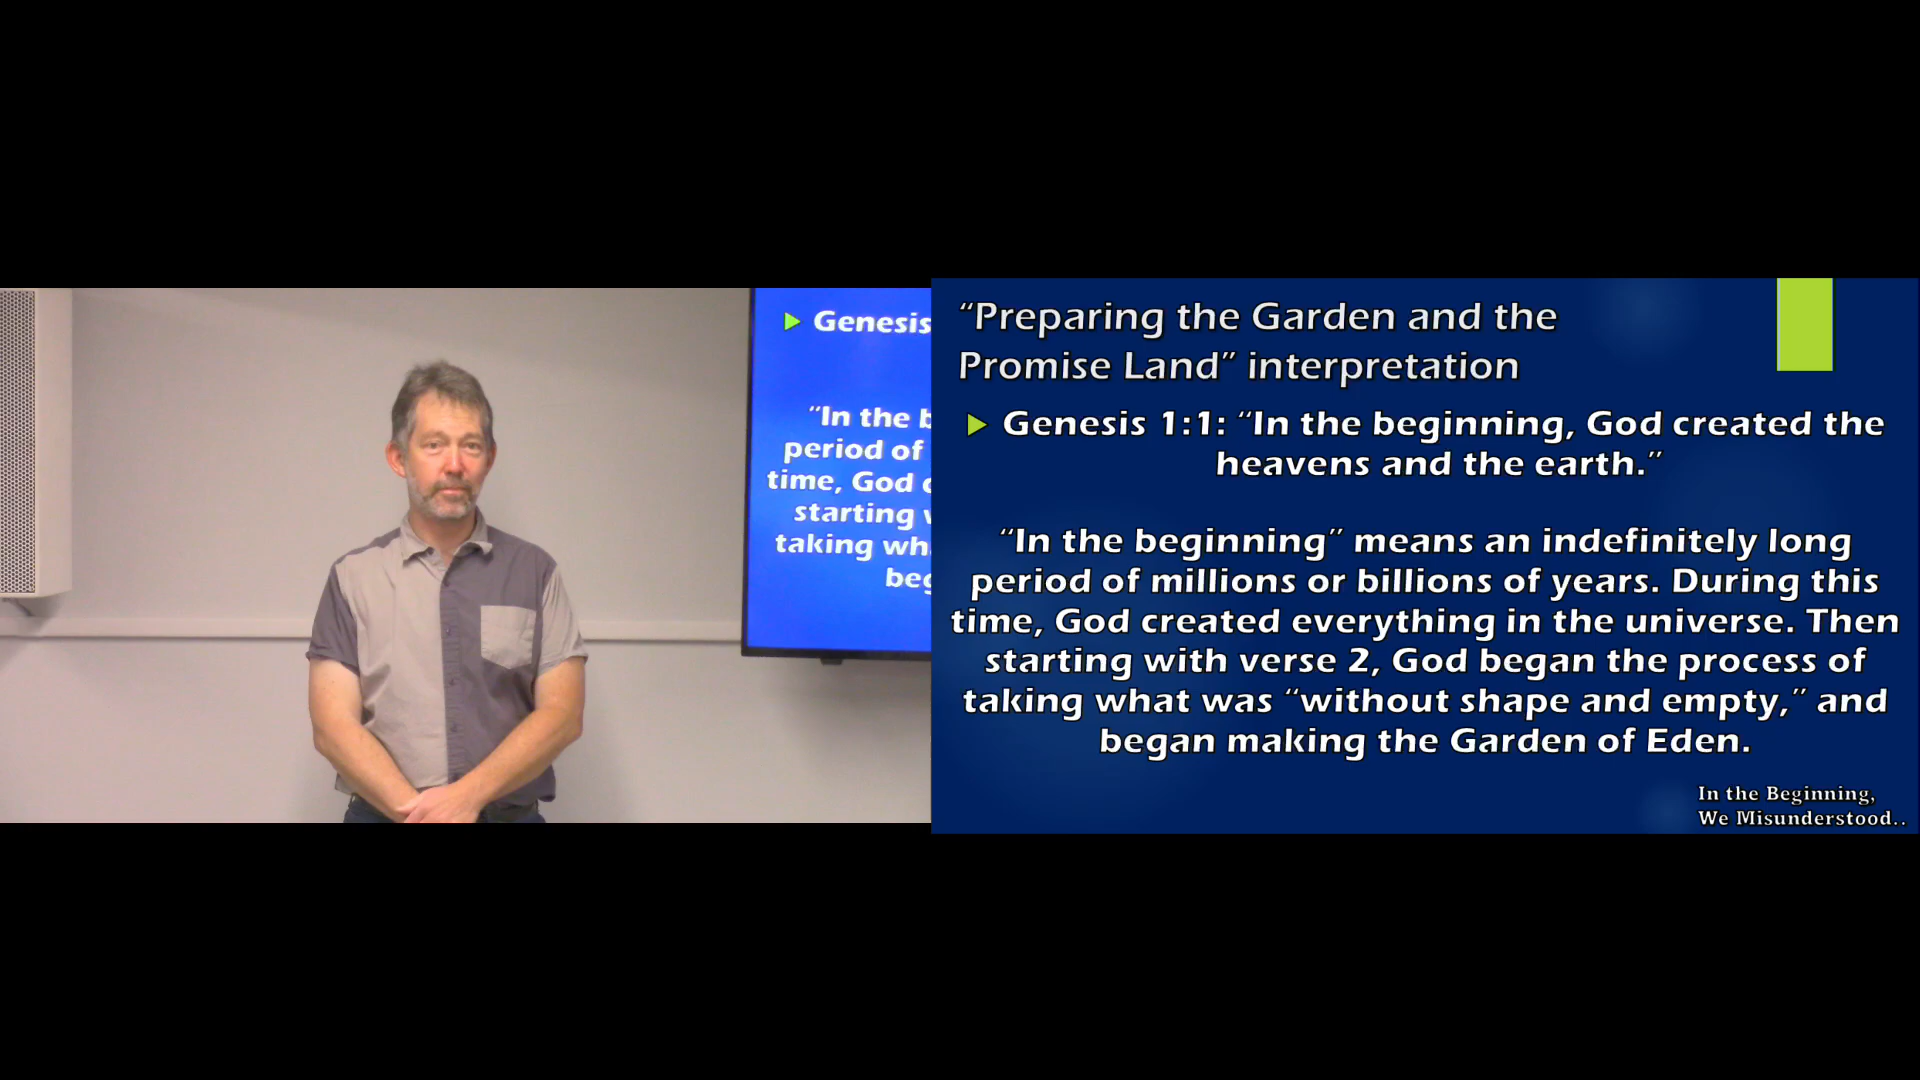 Genesis
"In the b
period of
time, God c
starting w
taking wh
beg
"Preparing the Garden and the
Promise Land" interpretation
Genesis 1:1: "In the beginning, God created the
heavens and the earth."
"In the beginning" means an indefinitely long
period of millions or billions of years. During this
time, God created everything in the universe. Then
starting with verse 2, God began the process of
taking what was "without shape and empty," and
began making the Garden of Eden.
In the Beginning,
We Misunderstood..